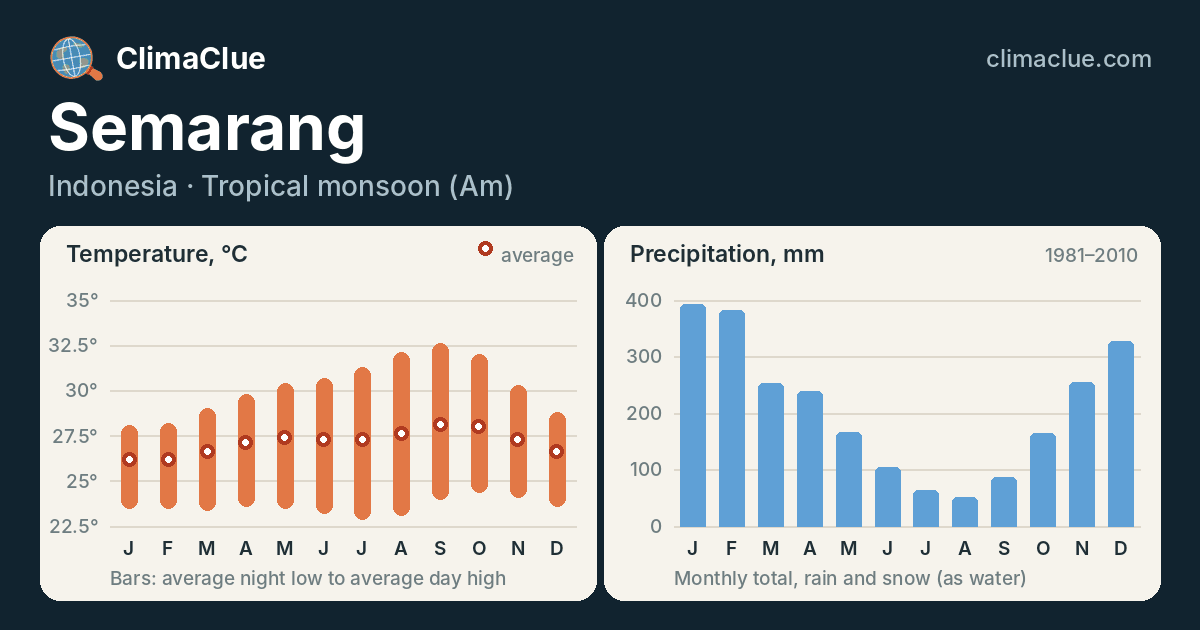 ClimaClue
climaclue.com
Semarang
Indonesia · Tropical monsoon (Am)
Temperature, °C
average
35°
32.5°
30°
27.5°
25°
22.5°
J F M A M J J A S O N D
Bars: average night low to average day high
Precipitation, mm
1981–2010
400
300
200
100
0
J F M A M J J A S O N D
Monthly total, rain and snow (as water)